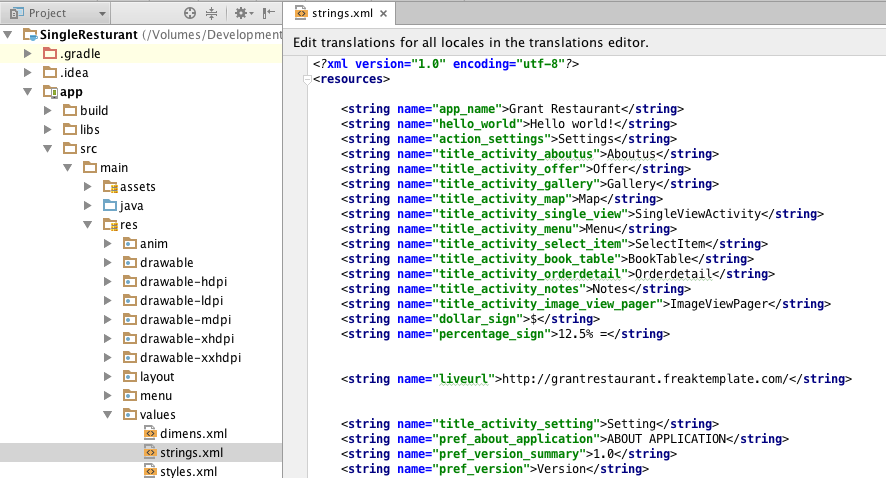 Project
strings.xml
SingleResturant (/Volumes/Development
.gradle
.idea
app
build
libs
src
main
assets
java
res
anim
drawable
drawable-hdpi
drawable-ldpi
drawable-mdpi
drawable-xhdpi
drawable-xxhdpi
layout
menu
values
dimens.xml
strings.xml
styles.xml
Edit translations for all locales in the translations editor.
<?xml version="1.0" encoding="utf-8"?>
<resources>
<string name="app_name">Grant Restaurant</string>
<string name="hello_world">Hello world!</string>
<string name="action_settings">Settings</string>
<string name="title_activity_aboutus">Aboutus</string>
<string name="title_activity_offer">Offer</string>
<string name="title_activity_gallery">Gallery</string>
<string name="title_activity_map">Map</string>
<string name="title_activity_single_view">SingleViewActivity</string>
<string name="title_activity_menu">Menu</string>
<string name="title_activity_select_item">SelectItem</string>
<string name="title_activity_book_table">BookTable</string>
<string name="title_activity_orderdetail">Orderdetail</string>
<string name="title_activity_notes">Notes</string>
<string name="title_activity_image_view_pager">ImageViewPager</string>
<string name="dollar_sign">$</string>
<string name="percentage_sign">12.5% =</string>
<string name="liveurl">http://grantrestaurant.freaktemplate.com/</string>
<string name="title_activity_setting">Setting</string>
<string name="pref_about_application">ABOUT APPLICATION</string>
<string name="pref_version_summary">1.0</string>
<string name="pref_version">Version</string>